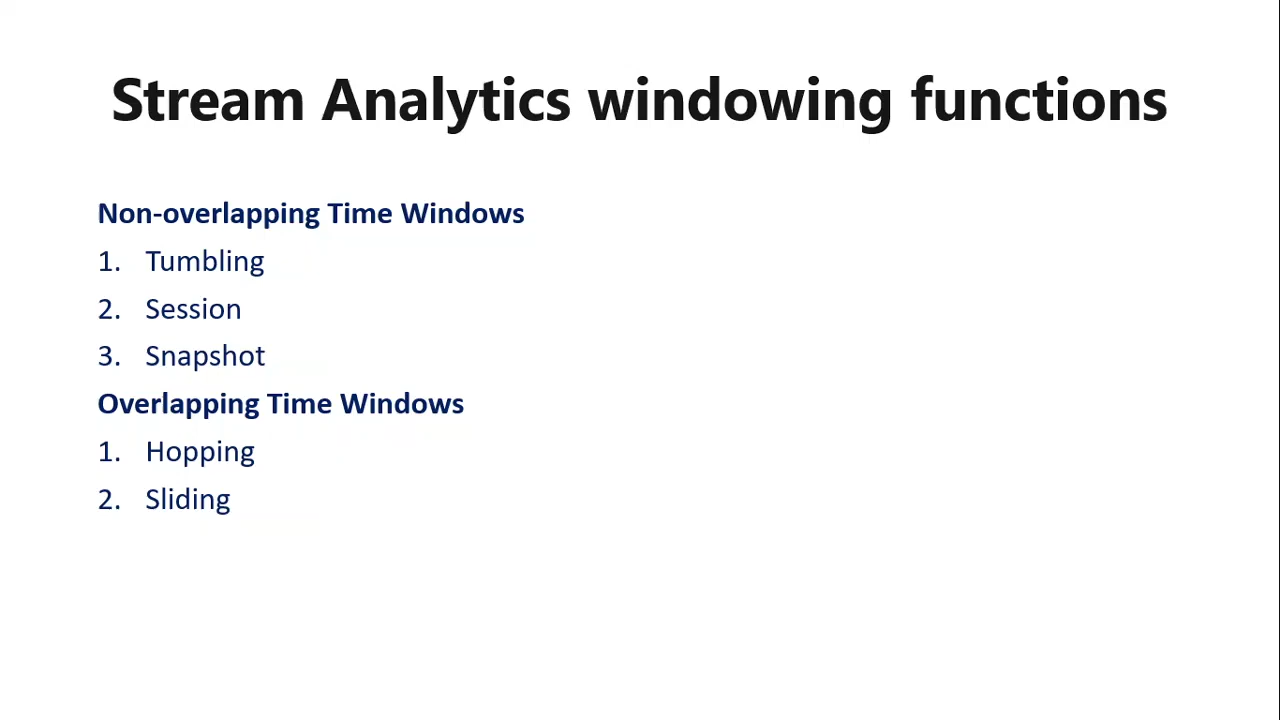 Stream Analytics windowing functions
Non-overlapping Time Windows
1. Tumbling
2. Session
3. Snapshot
Overlapping Time Windows
1. Hopping
2. Sliding